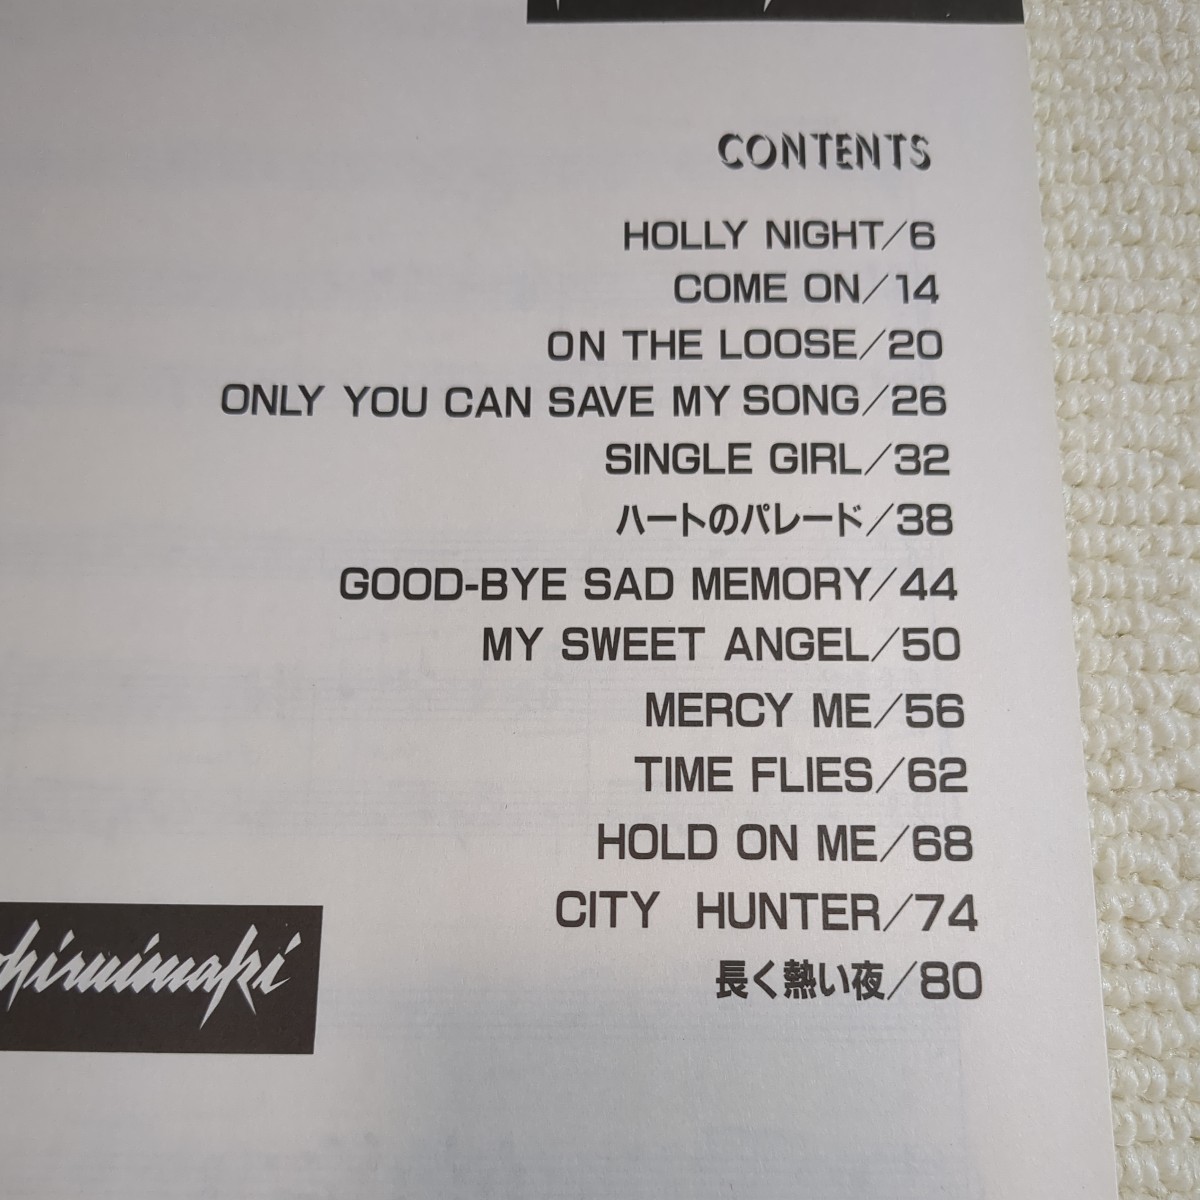 CONTENTS
HOLLY NIGHT/6
COME ON/14
ON THE LOOSE/20
ONLY YOU CAN SAVE MY SONG/26
SINGLE GIRL/32
ハートのパレード/38
GOOD-BYE SAD MEMORY/44
MY SWEET ANGEL/50
MERCY ME/56
TIME FLIES/62
HOLD ON ME/68
CITY HUNTER/74
長く熱い夜/80